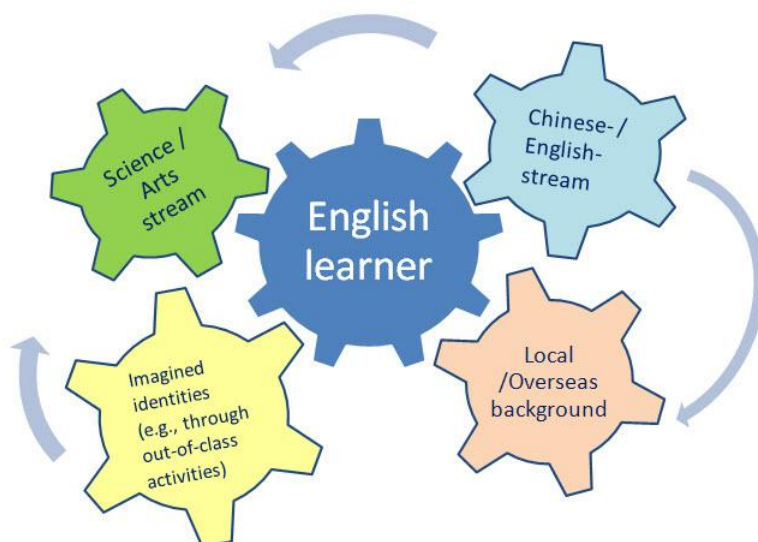 Science /
Arts
stream
Chinese-/
English-
stream
English
learner
Imagined
identities
(e.g., through
out-of-class
activities)
Local
/Overseas
background